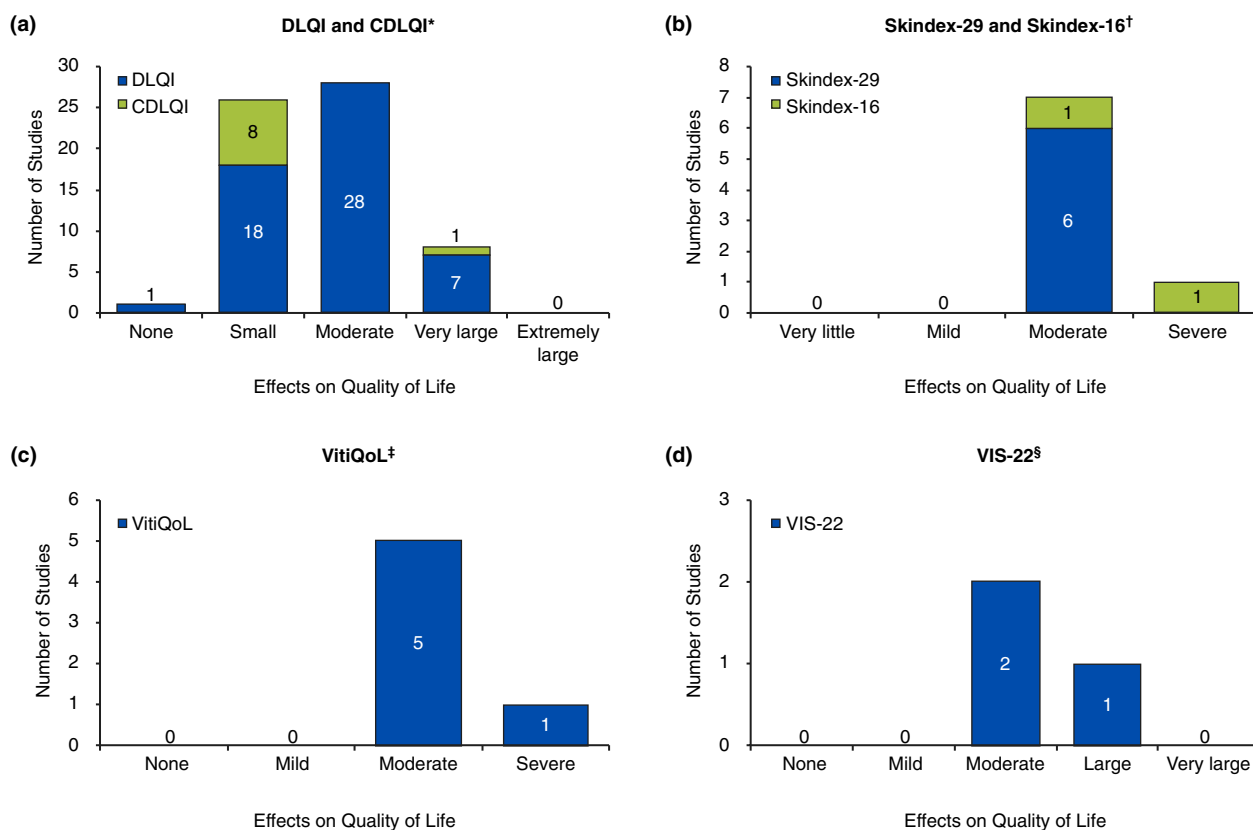 (a)
DLQI and CDLQI*
DLQI
CDLQI
Number of Studies
30
25
20
15
10
5
0
1
8
18
28
1
7
0
None
Small
Moderate
Very large
Extremely
large
Effects on Quality of Life
(b)
Skindex-29 and Skindex-16†
Skindex-29
Skindex-16
Number of Studies
8
7
6
5
4
3
2
1
0
0
0
1
6
1
Very little
Mild
Moderate
Severe
Effects on Quality of Life
(c)
VitiQoL‡
VitiQoL
Number of Studies
6
5
4
3
2
1
0
0
0
5
1
None
Mild
Moderate
Severe
Effects on Quality of Life
(d)
VIS-22§
VIS-22
Number of Studies
3
2
1
0
0
0
2
1
0
None
Mild
Moderate
Large
Very large
Effects on Quality of Life